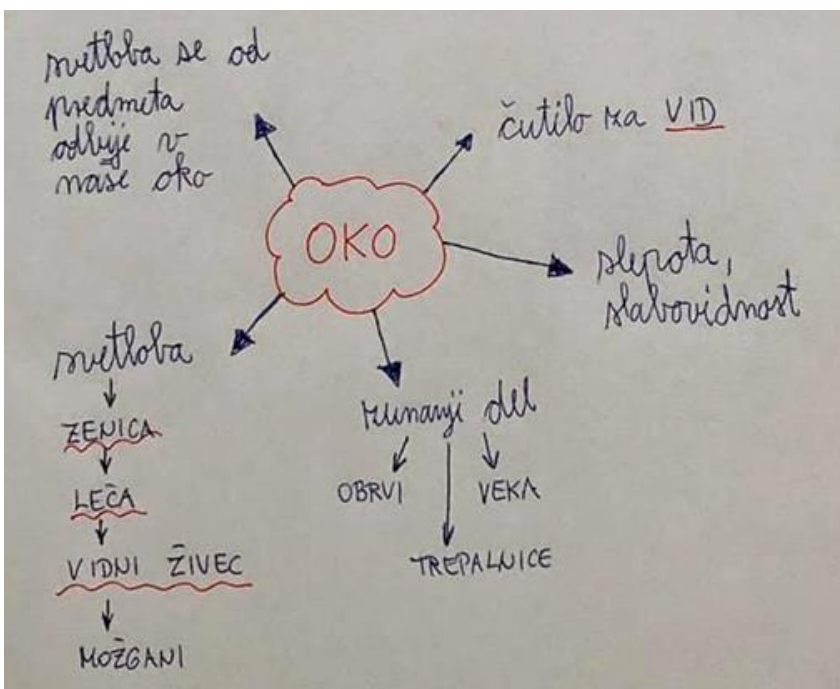 svetloba se od
predmeta
odbije v
naše oko
čutilo za VID
OKO
slepota,
slabovidnost
svetloba
ZENICA
LEČA
VIDNI ŽIVEC
MOŽGANI
zunanji del
OBRVI
VEKA
TREPALNICE